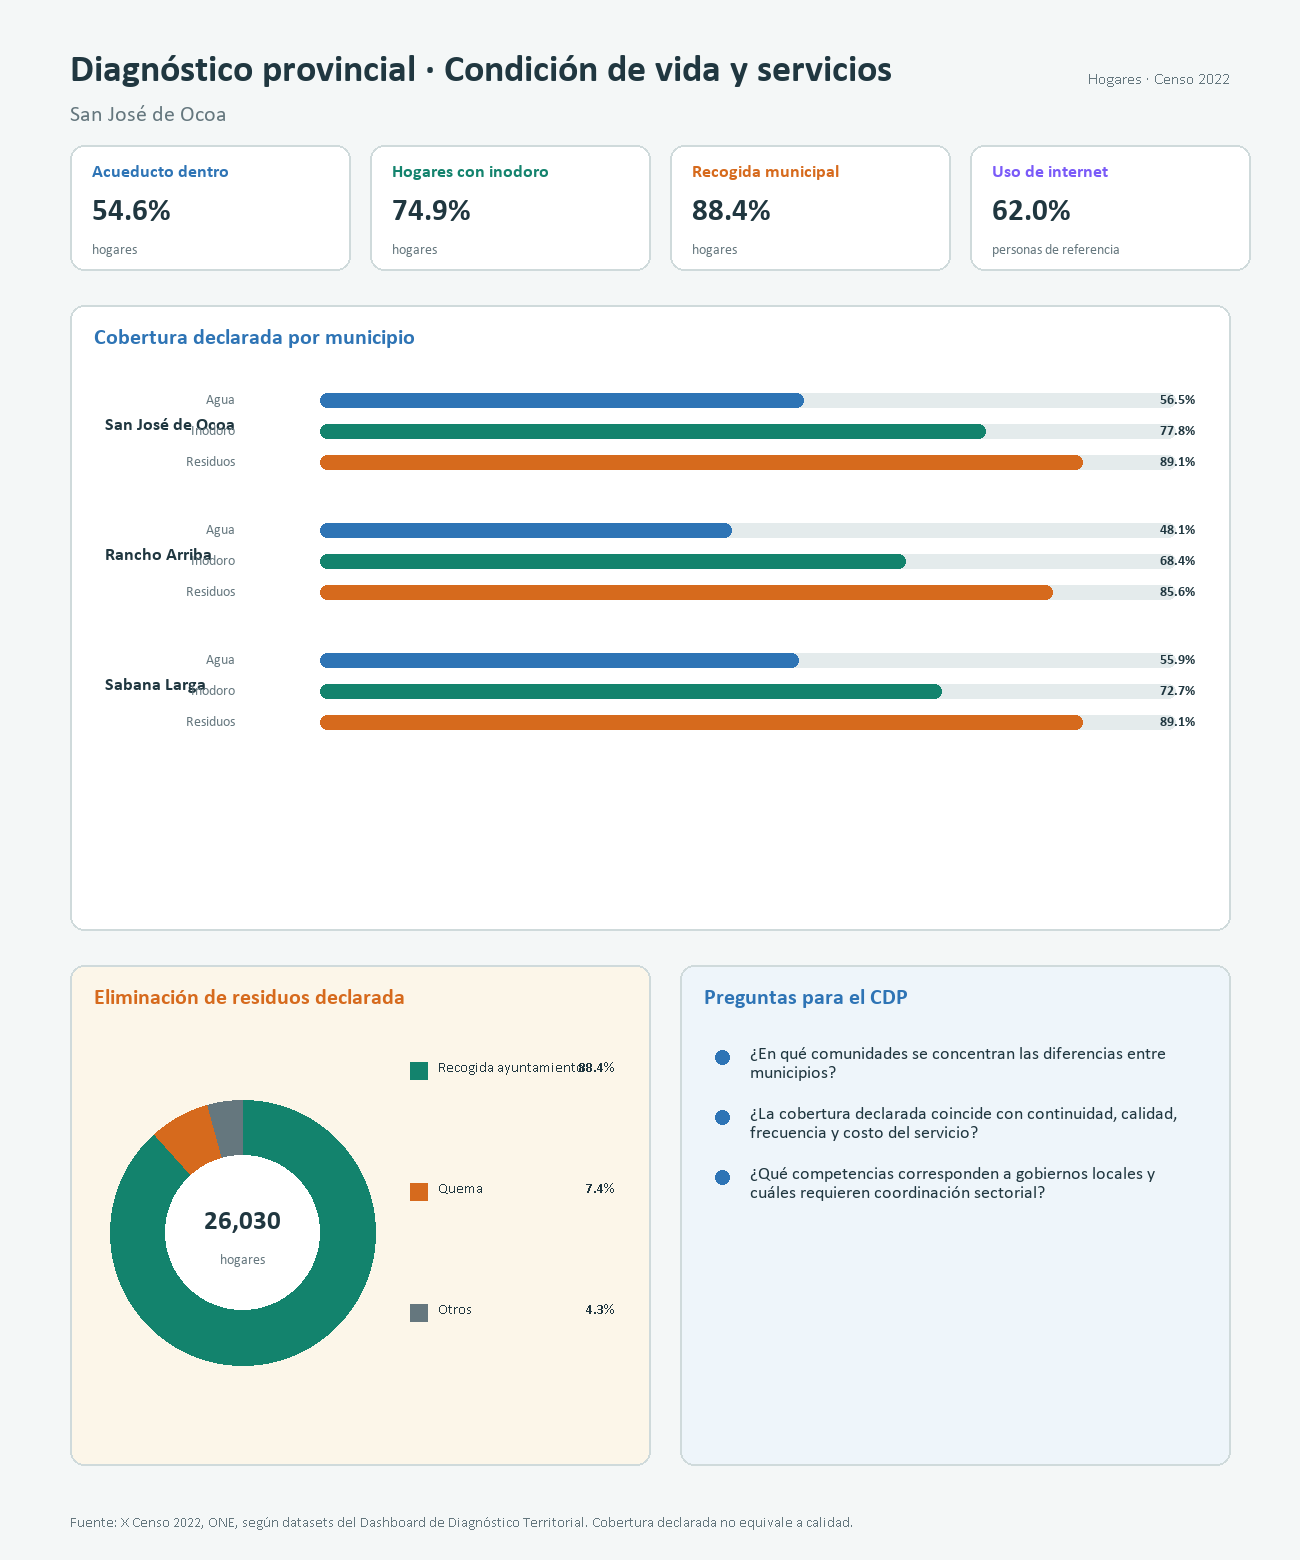 Diagnóstico provincial · Condición de vida y servicios
Hogares · Censo 2022
San José de Ocoa
Acueducto dentro
54.6%
hogares
Hogares con inodoro
74.9%
hogares
Recogida municipal
88.4%
hogares
Uso de internet
62.0%
personas de referencia
Cobertura declarada por municipio
San José de Ocoa
Agua
56.5%
Inodoro
77.8%
Residuos
89.1%
Rancho Arriba
Agua
48.1%
Inodoro
68.4%
Residuos
85.6%
Sabana Larga
Agua
55.9%
Inodoro
72.7%
Residuos
89.1%
Eliminación de residuos declarada
Recogida ayuntamiento
88.4%
Quema
7.4%
Otros
4.3%
26,030
hogares
Preguntas para el CDP
¿En qué comunidades se concentran las diferencias entre
municipios?
¿La cobertura declarada coincide con continuidad, calidad,
frecuencia y costo del servicio?
¿Qué competencias corresponden a gobiernos locales y
cuáles requieren coordinación sectorial?
Fuente: X Censo 2022, ONE, según datasets del Dashboard de Diagnóstico Territorial. Cobertura declarada no equivale a calidad.